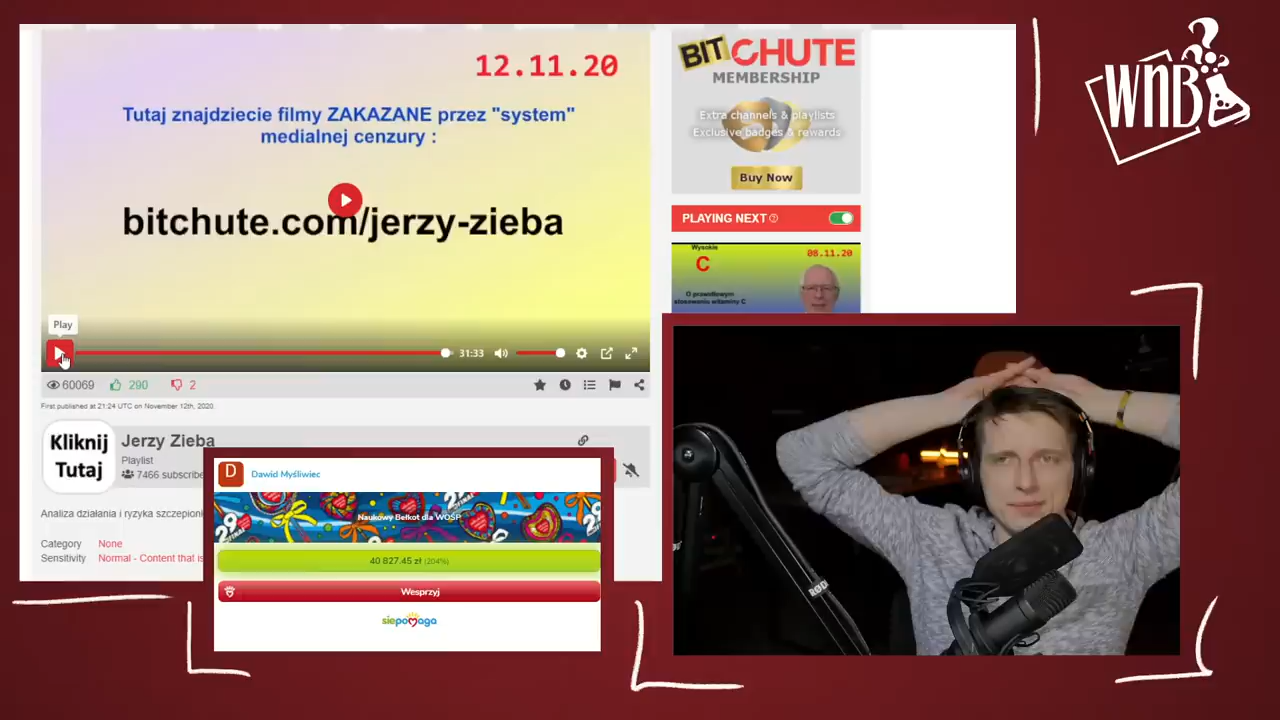 12.11.20
Tutaj znajdziecie filmy ZAKAZANE przez "system"
medialnej cenzury :
bitchute.com/jerzy-zieba
Play
31:33
60069 290 2
First published at 21:24 UTC on November 12th, 2020.
Kliknij
Tutaj
Jerzy Zieba
Playlist
7466 subscribe
Analiza działania i ryzyka szczepionk
Category None
Sensitivity Normal - Content that is
BITCHUTE
MEMBERSHIP
Extra channels & playlists
Exclusive badges & rewards
Buy Now
PLAYING NEXT
Wysokie
C
08.11.20
O prawidłowym
stosowaniu witaminy C
D
Dawid Myśliwiec
Naukowy Bełkot dla WOŚP
40 827.45 zł (204%)
Wesprzyj
siepomaga
WNB
RØDE